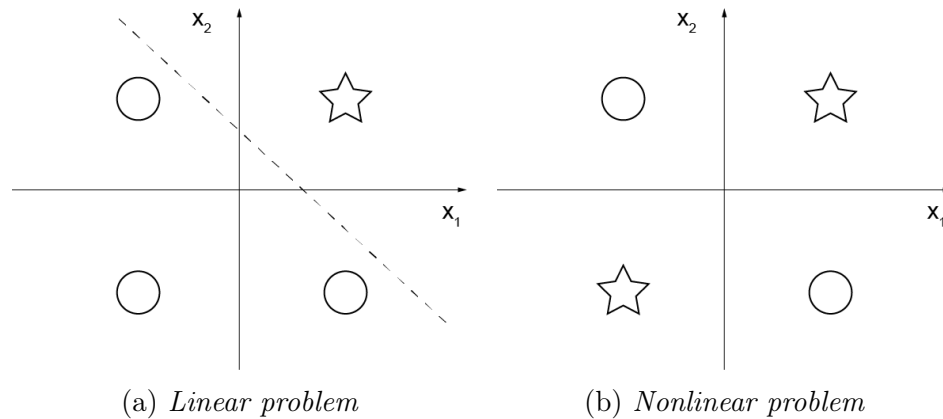 x₂
x₁
(a) Linear problem
x₂
x₁
(b) Nonlinear problem